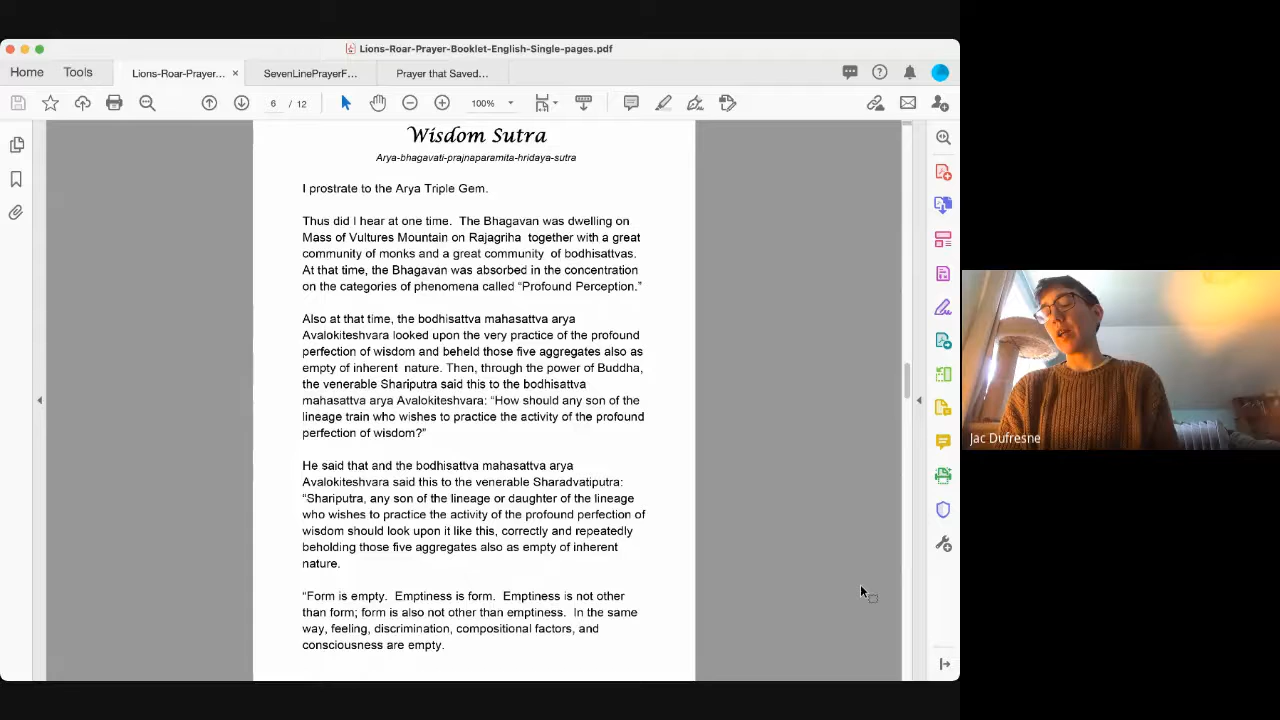 Lions-Roar-Prayer-Booklet-English-Single-pages.pdf
Home Tools Lions-Roar-Prayer... × SevenLinePrayerF... Prayer that Saved...
6 / 12 100%
Wisdom Sutra
Arya-bhagavati-prajnaparamita-hridaya-sutra
I prostrate to the Arya Triple Gem.
Thus did I hear at one time. The Bhagavan was dwelling on
Mass of Vultures Mountain on Rajagriha together with a great
community of monks and a great community of bodhisattvas.
At that time, the Bhagavan was absorbed in the concentration
on the categories of phenomena called “Profound Perception.”
Also at that time, the bodhisattva mahasattva arya
Avalokiteshvara looked upon the very practice of the profound
perfection of wisdom and beheld those five aggregates also as
empty of inherent nature. Then, through the power of Buddha,
the venerable Shariputra said this to the bodhisattva
mahasattva arya Avalokiteshvara: “How should any son of the
lineage train who wishes to practice the activity of the profound
perfection of wisdom?”
He said that and the bodhisattva mahasattva arya
Avalokiteshvara said this to the venerable Sharadvatiputra:
“Shariputra, any son of the lineage or daughter of the lineage
who wishes to practice the activity of the profound perfection of
wisdom should look upon it like this, correctly and repeatedly
beholding those five aggregates also as empty of inherent
nature.
“Form is empty. Emptiness is form. Emptiness is not other
than form; form is also not other than emptiness. In the same
way, feeling, discrimination, compositional factors, and
consciousness are empty.
Jac Dufresne